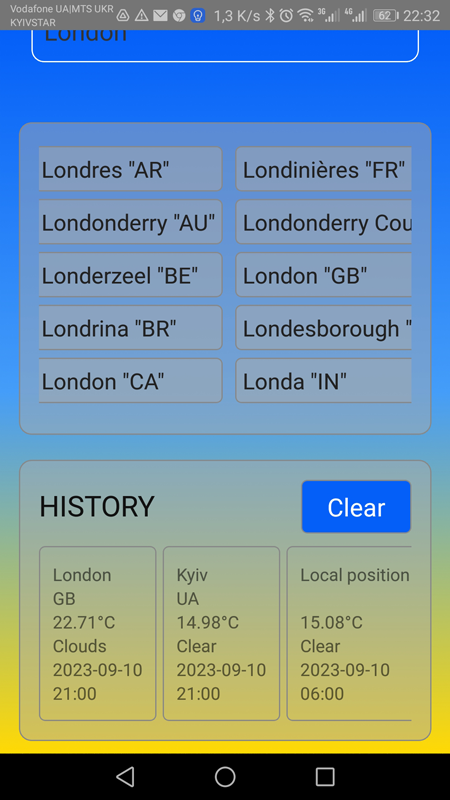 Vodafone UA|MTS UKR
KYIVSTAR
1,3 K/s
3G
4G
62
22:32
London
Londres "AR"
Londinières "FR"
Londonderry "AU"
Londonderry Cou
Londerzeel "BE"
London "GB"
Londrina "BR"
Londesborough "
London "CA"
Londa "IN"
HISTORY
Clear
London
GB
22.71°C
Clouds
2023-09-10
21:00
Kyiv
UA
14.98°C
Clear
2023-09-10
21:00
Local position
15.08°C
Clear
2023-09-10
06:00